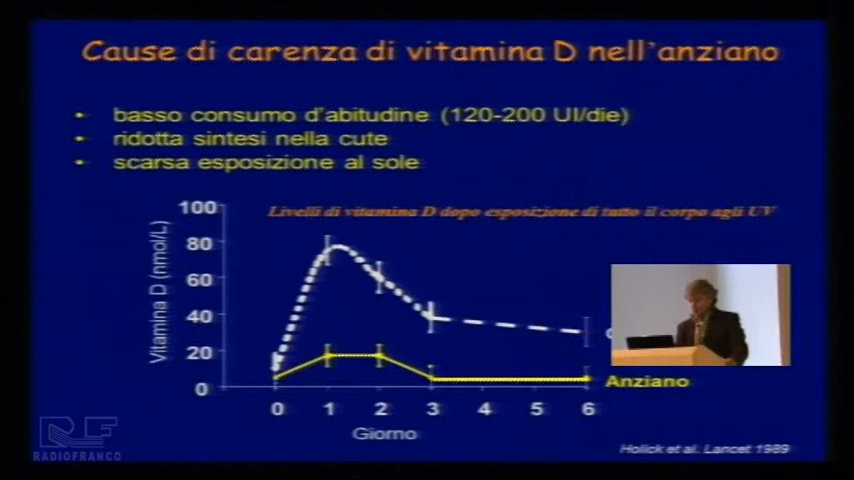 Cause di carenza di vitamina D nell'anziano
• basso consumo d'abitudine (120-200 UI/die)
• ridotta sintesi nella cute
• scarsa esposizione al sole
Livelli di vitamina D dopo esposizione di tutto il corpo agli UV
Vitamina D (nmol/L)
100
80
60
40
20
0
Anziano
0 1 2 3 4 5 6
Giorno
Holick et al. Lancet 1989
RF
RADIOFRANCO